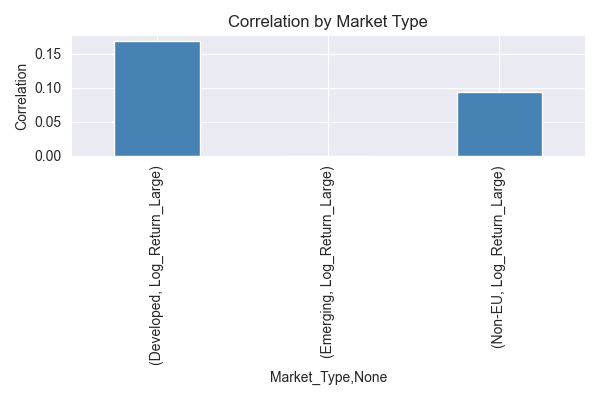 Correlation by Market Type
Correlation
0.15
0.10
0.05
0.00
(Developed, Log_Return_Large)
(Emerging, Log_Return_Large)
(Non-EU, Log_Return_Large)
Market_Type,None